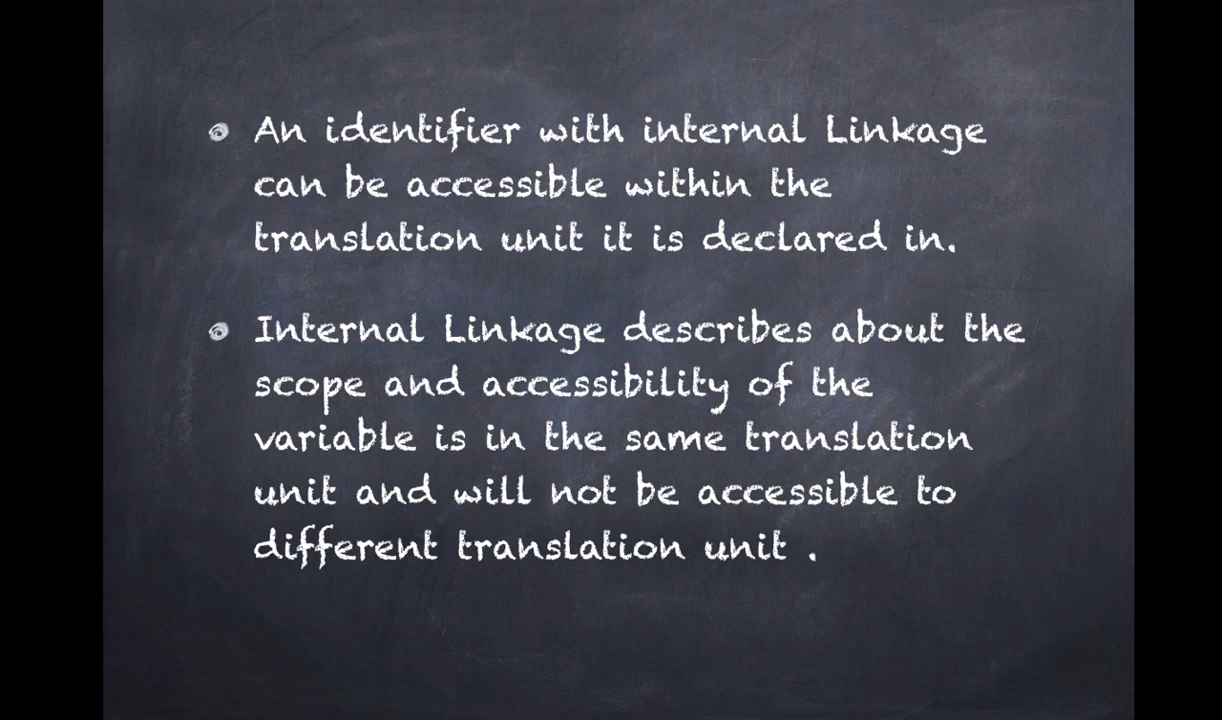 An identifier with internal Linkage
can be accessible within the
translation unit it is declared in.
Internal Linkage describes about the
scope and accessibility of the
variable is in the same translation
unit and will not be accessible to
different translation unit .